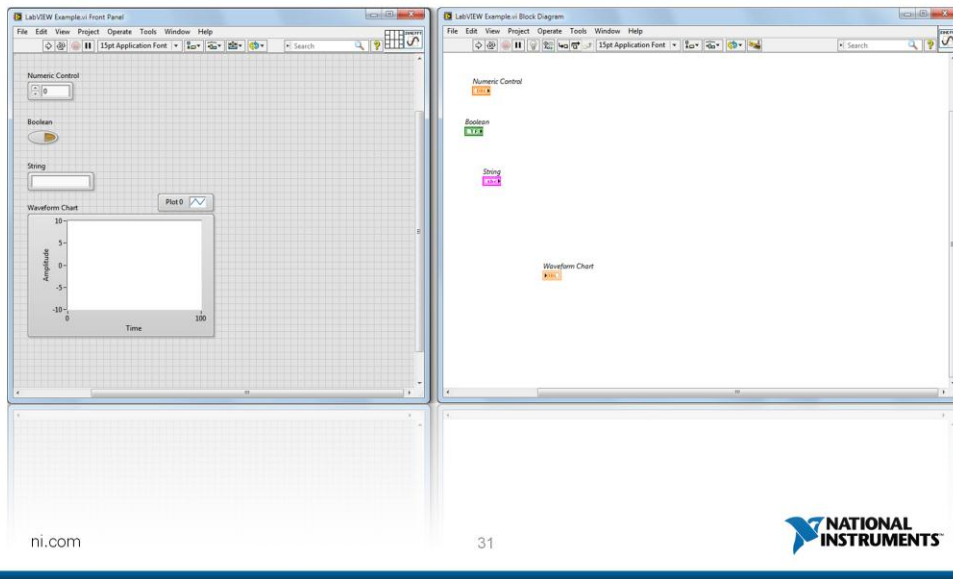 LabVIEW Example.vi Front Panel
File Edit View Project Operate Tools Window Help
15pt Application Font
Search
Numeric Control
0
Boolean
String
Waveform Chart
Plot 0
10
5
0
-5
-10
Amplitude
0
100
Time
LabVIEW Example.vi Block Diagram
File Edit View Project Operate Tools Window Help
15pt Application Font
Search
Numeric Control
Boolean
TF
String
abc
Waveform Chart
ni.com
31
NATIONAL
INSTRUMENTS™